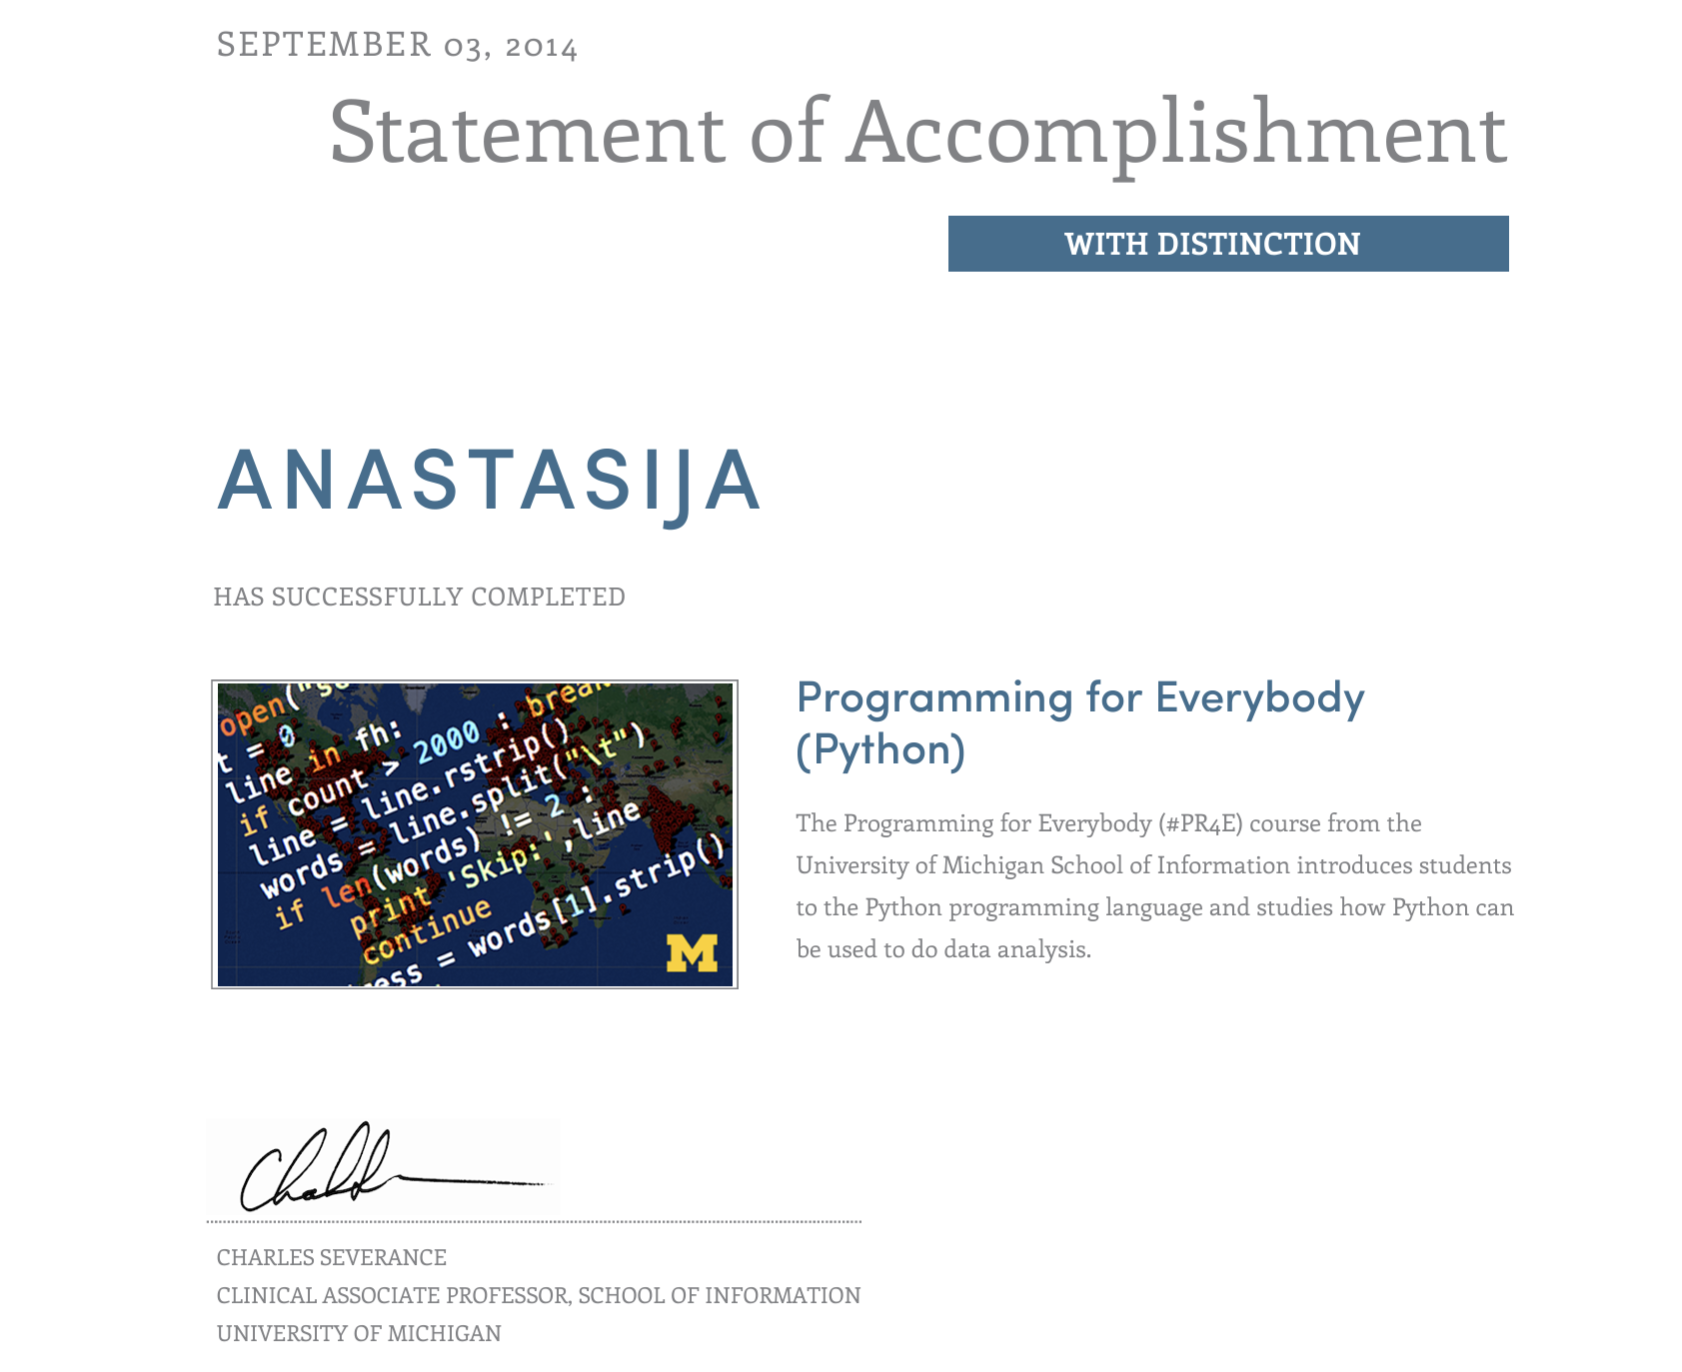 SEPTEMBER 03, 2014
Statement of Accomplishment
WITH DISTINCTION
ANASTASIJA
HAS SUCCESSFULLY COMPLETED
open("so
t = 0
line in fh:
if count > 2000 : break
line = line.rstrip()
words = line.split("\t")
if len(words) != 2 :
print 'Skip:',line
continue
ress = words[1].strip()
M
Programming for Everybody
(Python)
The Programming for Everybody (#PR4E) course from the
University of Michigan School of Information introduces students
to the Python programming language and studies how Python can
be used to do data analysis.
CHARLES SEVERANCE
CLINICAL ASSOCIATE PROFESSOR, SCHOOL OF INFORMATION
UNIVERSITY OF MICHIGAN